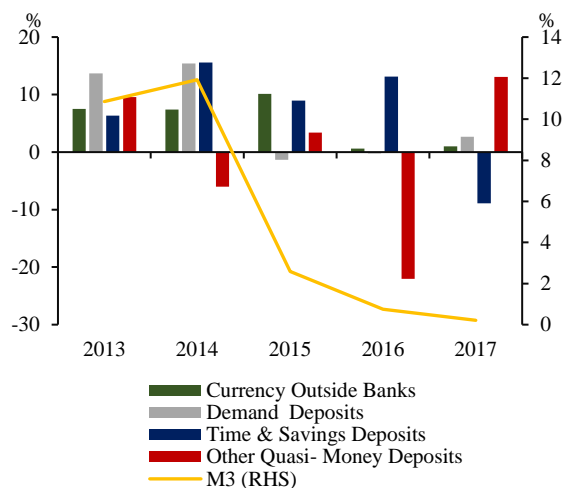 % %
20 14
10 12
0 10
-10 8
-20 6
-30 4
2
0
2013 2014 2015 2016 2017
Currency Outside Banks
Demand Deposits
Time & Savings Deposits
Other Quasi- Money Deposits
M3 (RHS)